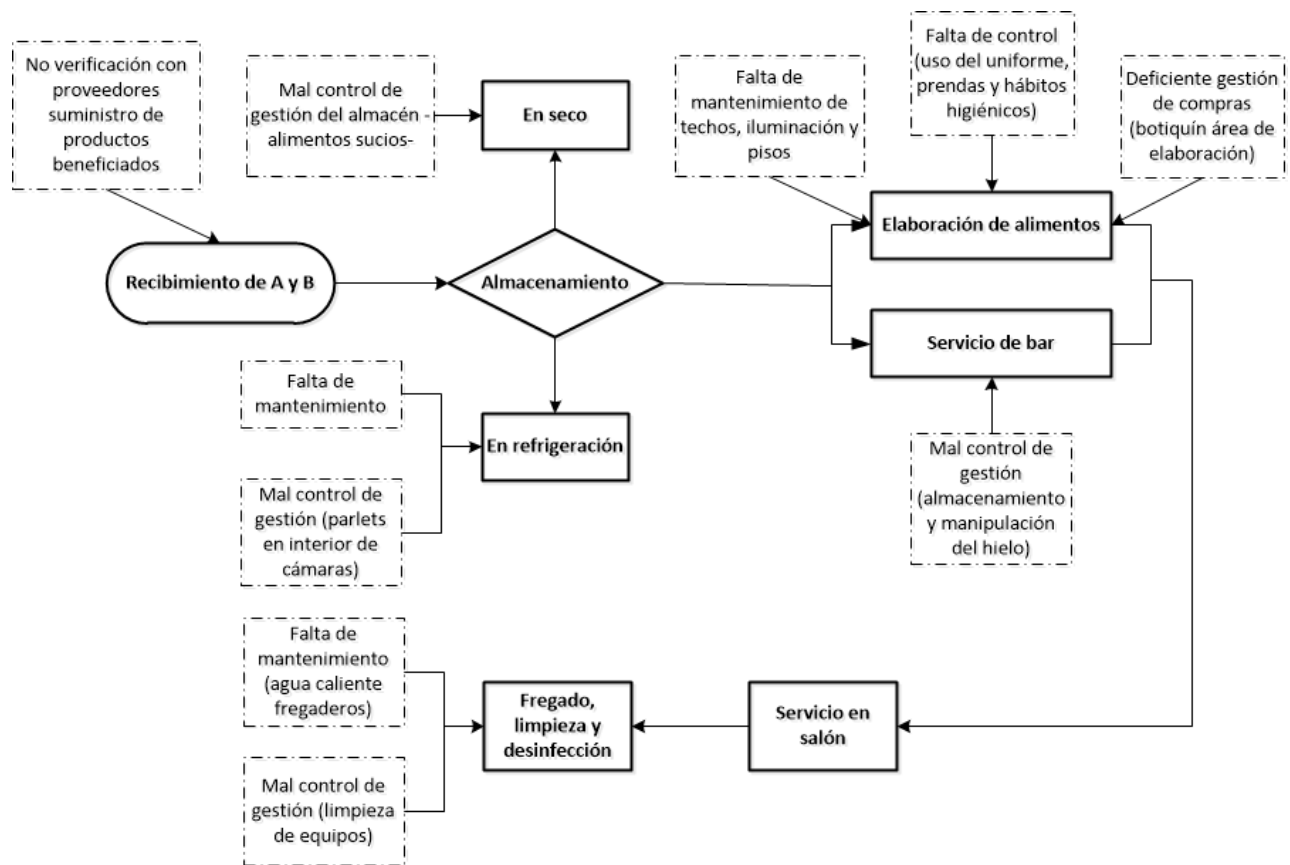 No verificación con
proveedores
suministro de
productos
beneficiados
Mal control de
gestión del almacén -
alimentos sucios-
En seco
Falta de
mantenimiento de
techos, iluminación y
pisos
Falta de control
(uso del uniforme,
prendas y hábitos
higiénicos)
Deficiente gestión
de compras
(botiquín área de
elaboración)
Recibimiento de A y B
Almacenamiento
Elaboración de alimentos
Servicio de bar
Falta de
mantenimiento
En refrigeración
Mal control de
gestión (parlets
en interior de
cámaras)
Mal control de
gestión
(almacenamiento
y manipulación
del hielo)
Falta de
mantenimiento
(agua caliente
fregaderos)
Fregado,
limpieza y
desinfección
Servicio en
salón
Mal control de
gestión (limpieza
de equipos)